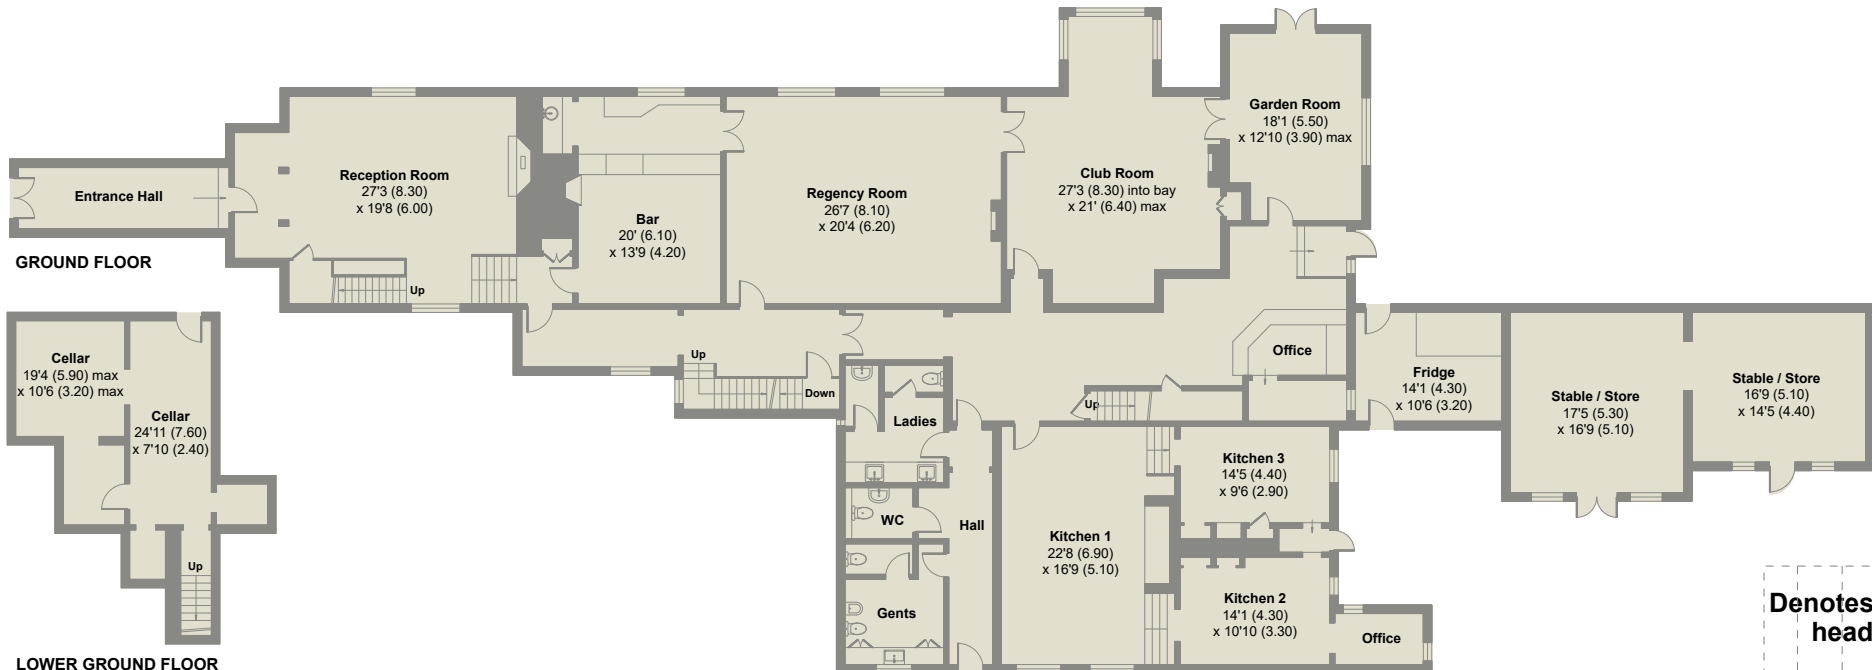 Entrance Hall
GROUND FLOOR
Reception Room
27'3 (8.30)
x 19'8 (6.00)
Up
Bar
20' (6.10)
x 13'9 (4.20)
Regency Room
26'7 (8.10)
x 20'4 (6.20)
Club Room
27'3 (8.30) into bay
x 21' (6.40) max
Garden Room
18'1 (5.50)
x 12'10 (3.90) max
Up
Down
Office
Fridge
14'1 (4.30)
x 10'6 (3.20)
Stable / Store
17'5 (5.30)
x 16'9 (5.10)
Stable / Store
16'9 (5.10)
x 14'5 (4.40)
Up
Ladies
WC
Hall
Gents
Kitchen 1
22'8 (6.90)
x 16'9 (5.10)
Kitchen 3
14'5 (4.40)
x 9'6 (2.90)
Kitchen 2
14'1 (4.30)
x 10'10 (3.30)
Office
Cellar
19'4 (5.90) max
x 10'6 (3.20) max
Cellar
24'11 (7.60)
x 7'10 (2.40)
Up
LOWER GROUND FLOOR
Denotes
head